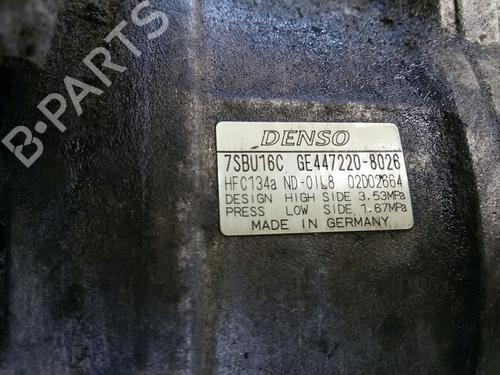 DENSO
7SBU16C GE447220-8026
HFC134a ND-OIL8 02D02664
DESIGN HIGH SIDE 3.53MPa
PRESS LOW SIDE 1.67MPa
MADE IN GERMANY
B-PARTS